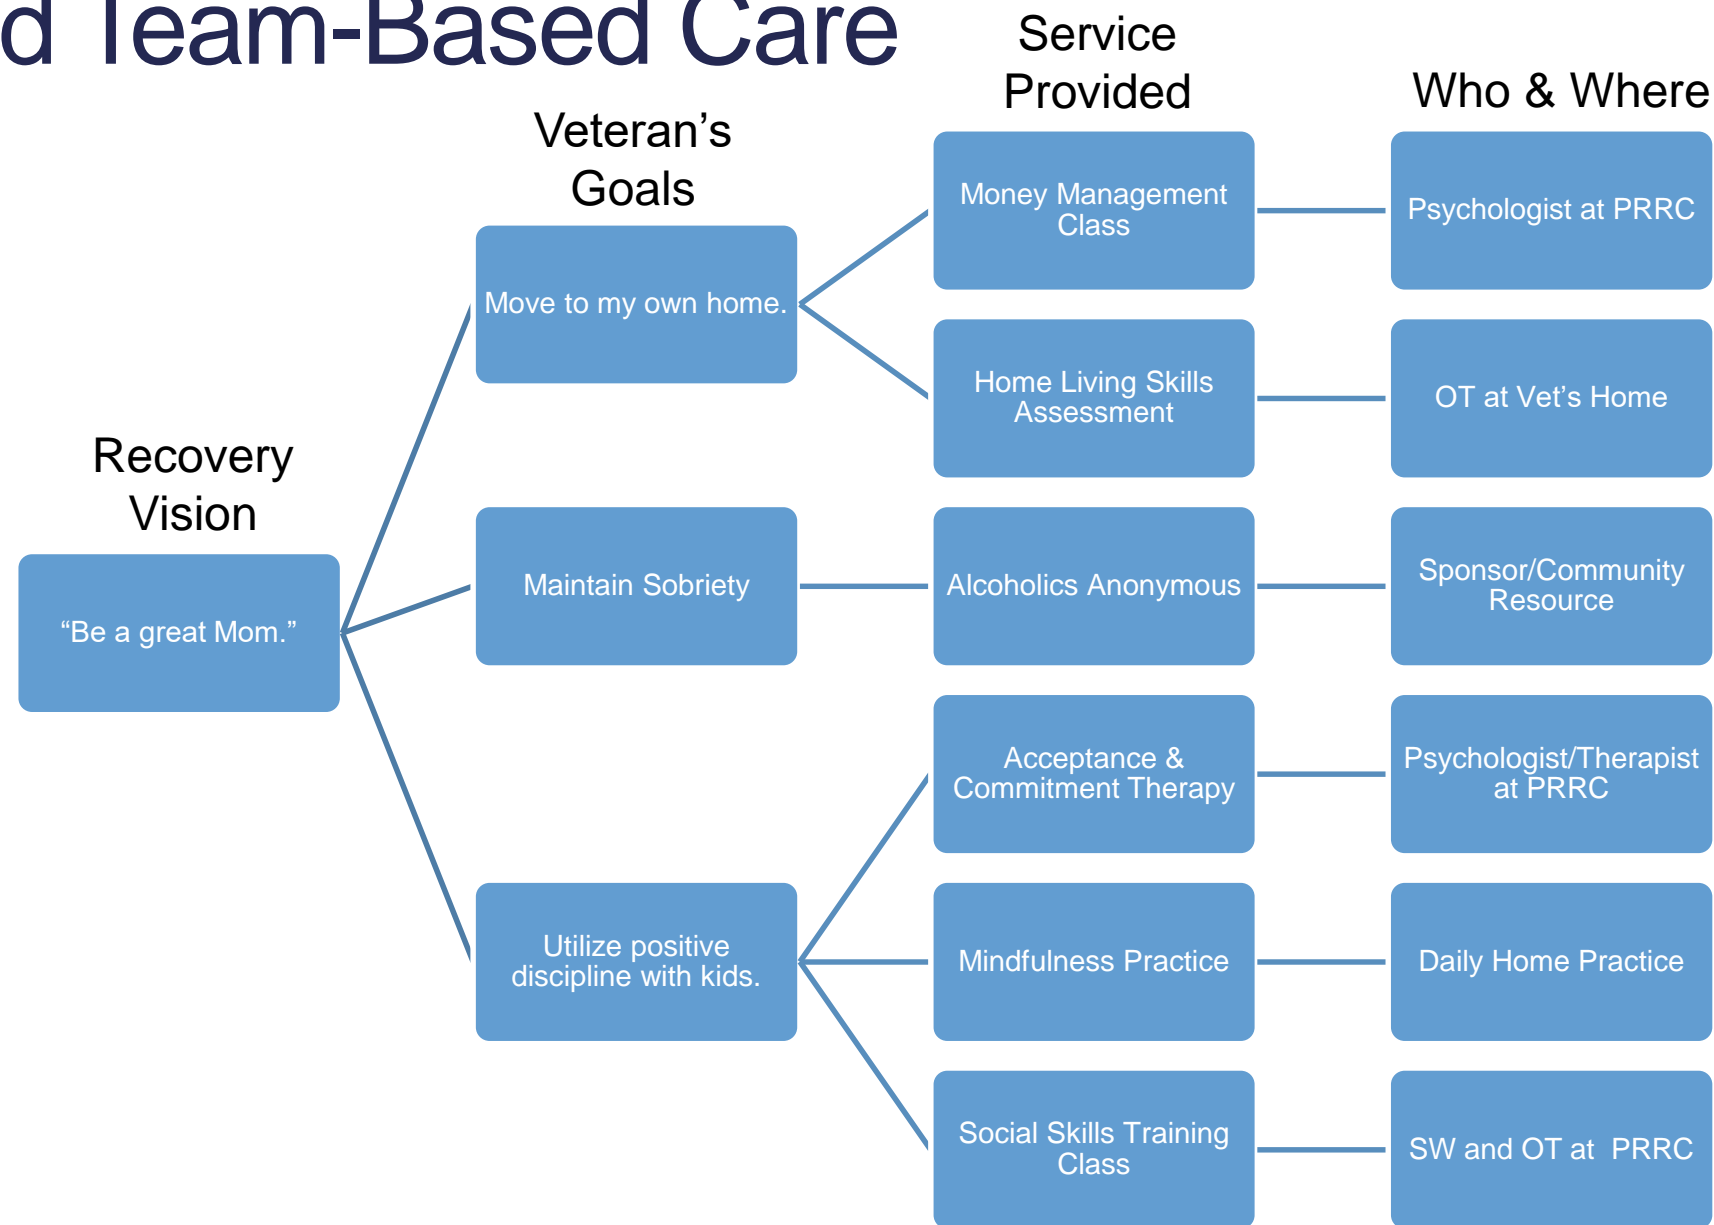 d Team-Based Care
Service
Provided
Who & Where
Veteran’s
Goals
Recovery
Vision
“Be a great Mom.”
Move to my own home.
Money Management
Class
Psychologist at PRRC
Home Living Skills
Assessment
OT at Vet’s Home
Maintain Sobriety
Alcoholics Anonymous
Sponsor/Community
Resource
Utilize positive
discipline with kids.
Acceptance &
Commitment Therapy
Psychologist/Therapist
at PRRC
Mindfulness Practice
Daily Home Practice
Social Skills Training
Class
SW and OT at  PRRC